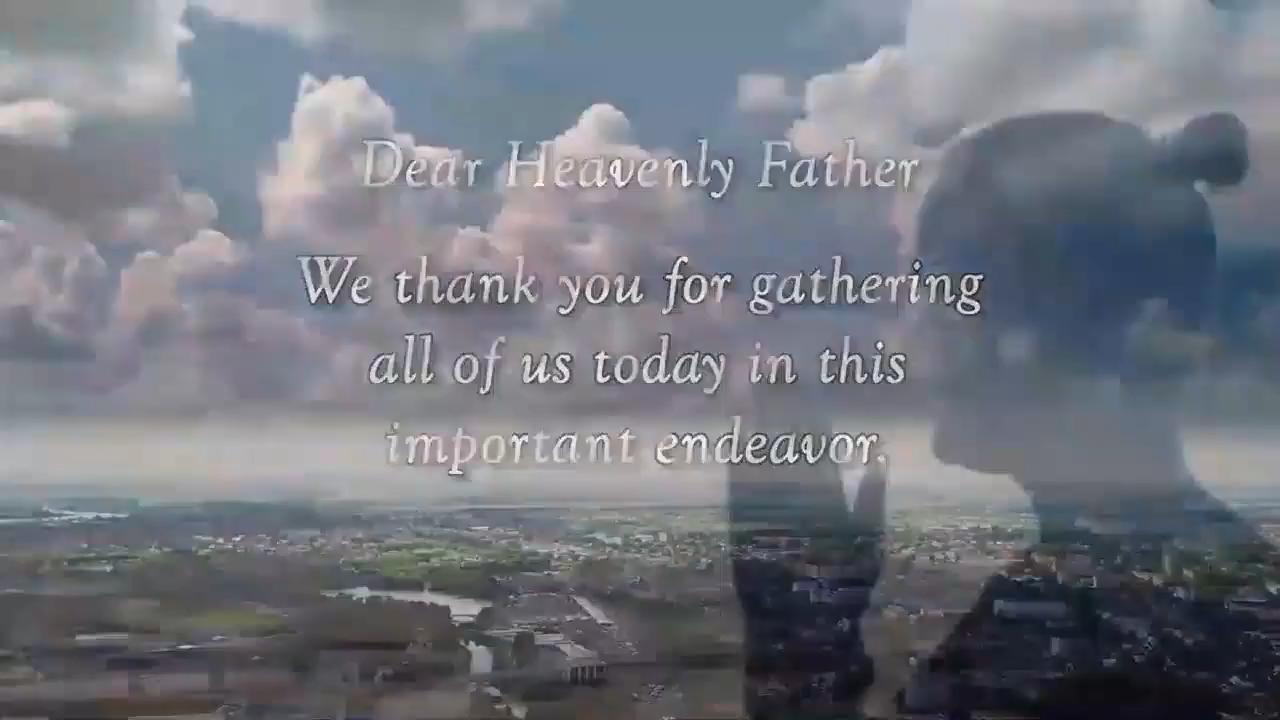 Dear Heavenly Father
We thank you for gathering
all of us today in this
important endeavor.